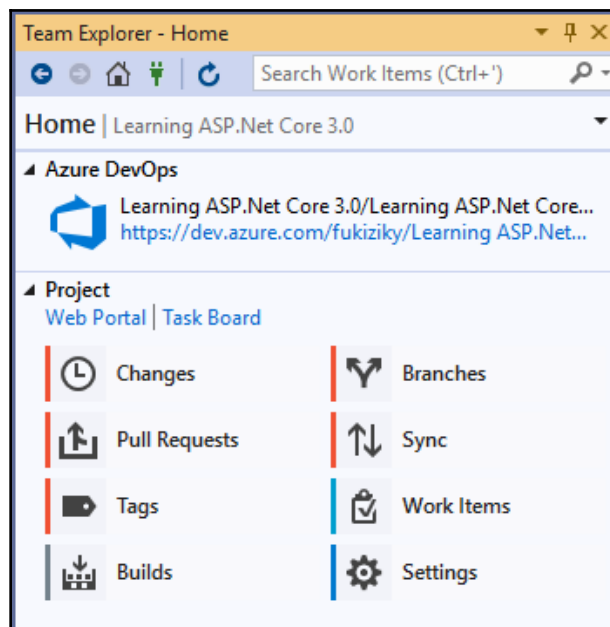 Team Explorer - Home
Search Work Items (Ctrl+')
Home | Learning ASP.Net Core 3.0
Azure DevOps
Learning ASP.Net Core 3.0/Learning ASP.Net Core...
https://dev.azure.com/fukiziky/Learning ASP.Net...
Project
Web Portal | Task Board
Changes
Branches
Pull Requests
Sync
Tags
Work Items
Builds
Settings